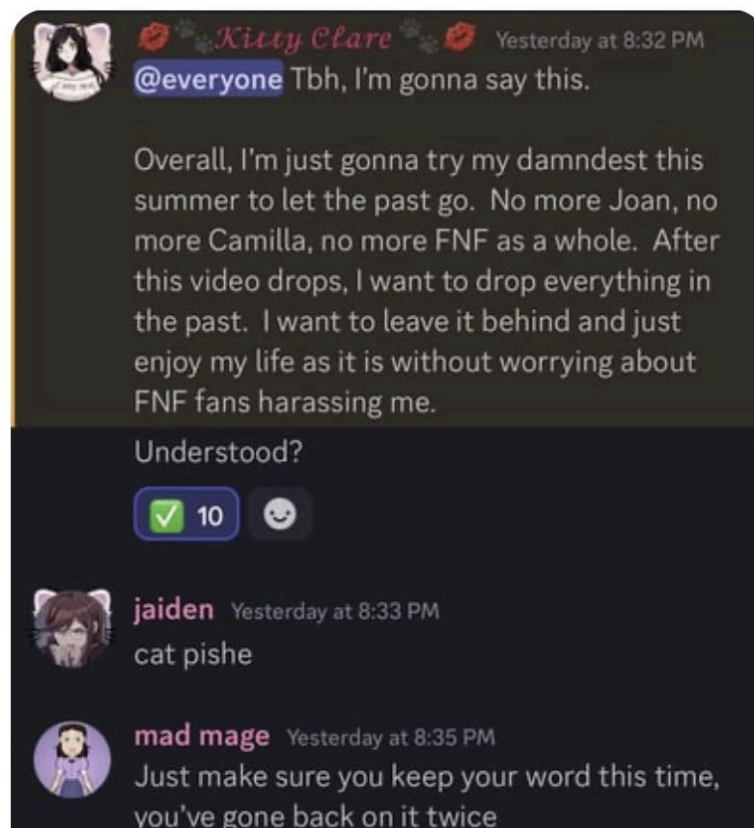 Kitty Clare Yesterday at 8:32 PM
@everyone Tbh, I'm gonna say this.
Overall, I'm just gonna try my damndest this
summer to let the past go. No more Joan, no
more Camilla, no more FNF as a whole. After
this video drops, I want to drop everything in
the past. I want to leave it behind and just
enjoy my life as it is without worrying about
FNF fans harassing me.
Understood?
10
jaiden Yesterday at 8:33 PM
cat pishe
mad mage Yesterday at 8:35 PM
Just make sure you keep your word this time,
you've gone back on it twice